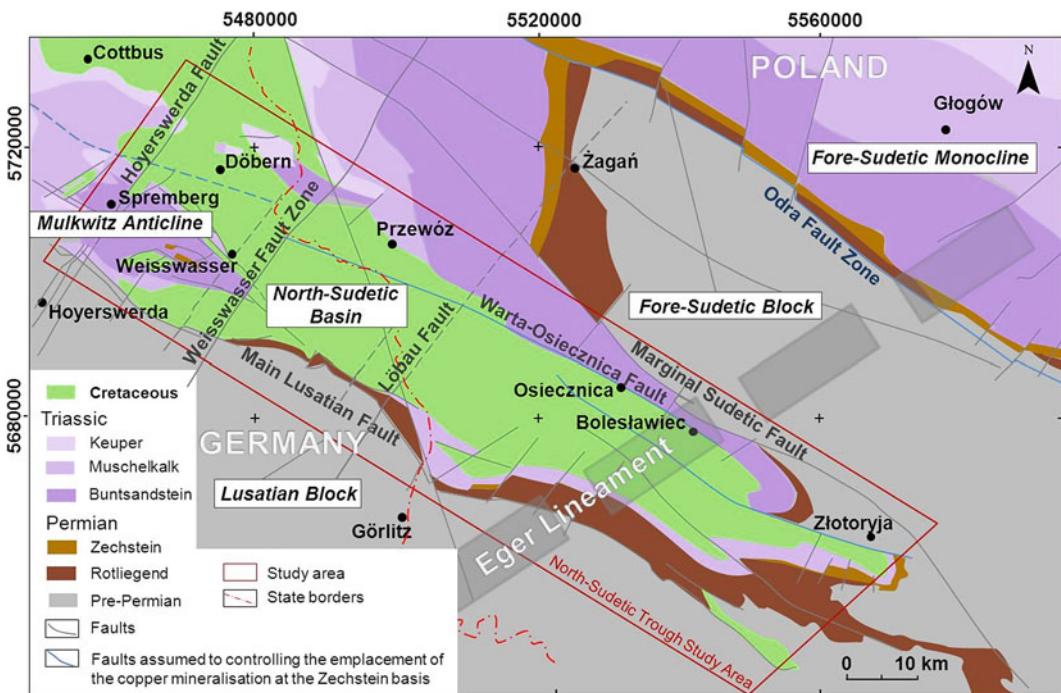 5480000
5520000
5560000
Cottbus
POLAND
N
Głogów
Hoyerswerda Fault
5720000
Döbern
Żagań
Fore-Sudetic Monocline
Spremberg
Mulkwitz Anticline
Odra Fault Zone
Przewóz
Weisswasser
Weisswasser Fault Zone
North-Sudetic
Basin
Hoyerswerda
Fore-Sudetic Block
Löbau Fault
Warta-Osiecznica Fault
Marginal Sudetic Fault
Main Lusatian Fault
Osiecznica
Bolesławiec
5680000
GERMANY
Lusatian Block
Eger Lineament
Görlitz
Złotoryja
North-Sudetic Trough Study Area
Cretaceous
Triassic
Keuper
Muschelkalk
Buntsandstein
Permian
Zechstein
Rotliegend
Pre-Permian
Faults
Faults assumed to controlling the emplacement of
the copper mineralisation at the Zechstein basis
Study area
State borders
0 10 km